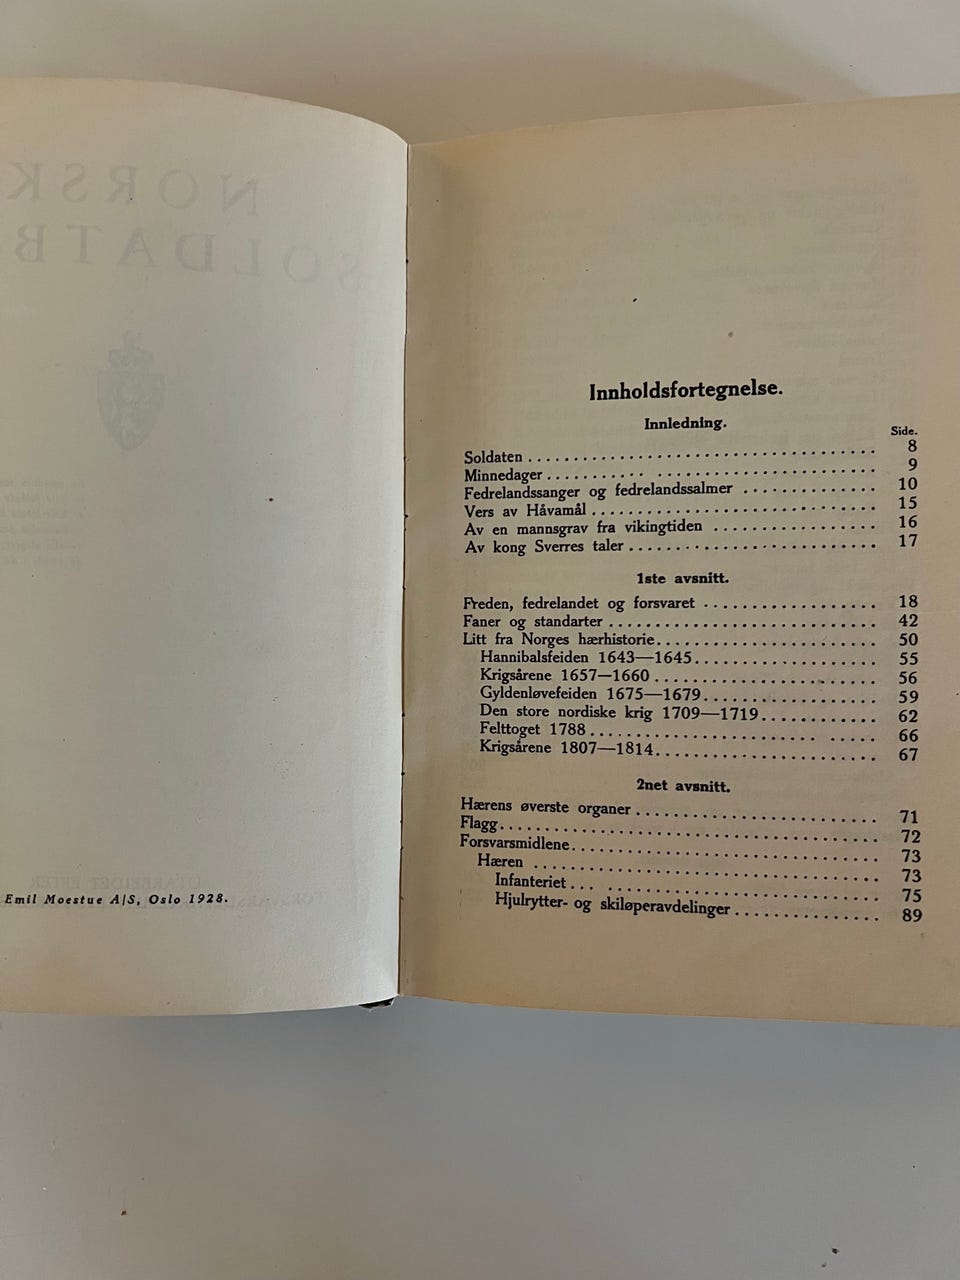 Emil Moestue A/S, Oslo 1928.
Innholdsfortegnelse.
Innledning.
Side.
Soldaten . . . . . . . . . . . . . . . . . . . . . . . . . . . . . . 8
Minnedager . . . . . . . . . . . . . . . . . . . . . . . . . . . . 9
Fedrelandssanger og fedrelandssalmer . . . . . . . . . . . . 10
Vers av Håvamål . . . . . . . . . . . . . . . . . . . . . . . . . 15
Av en mannsgrav fra vikingtiden . . . . . . . . . . . . . . . 16
Av kong Sverres taler . . . . . . . . . . . . . . . . . . . . . . 17
1ste avsnitt.
Freden, fedrelandet og forsvaret . . . . . . . . . . . . . . . 18
Faner og standarter . . . . . . . . . . . . . . . . . . . . . . . 42
Litt fra Norges hærhistorie . . . . . . . . . . . . . . . . . . . 50
Hannibalsfeiden 1643—1645 . . . . . . . . . . . . . . . . 55
Krigsårene 1657—1660 . . . . . . . . . . . . . . . . . . . 56
Gyldenløvefeiden 1675—1679 . . . . . . . . . . . . . . . 59
Den store nordiske krig 1709—1719 . . . . . . . . . . 62
Felttoget 1788 . . . . . . . . . . . . . . . . . . . . . . . . 66
Krigsårene 1807—1814 . . . . . . . . . . . . . . . . . . . 67
2net avsnitt.
Hærens øverste organer . . . . . . . . . . . . . . . . . . . . 71
Flagg . . . . . . . . . . . . . . . . . . . . . . . . . . . . . . . . 72
Forsvarsmidlene . . . . . . . . . . . . . . . . . . . . . . . . . 73
Hæren . . . . . . . . . . . . . . . . . . . . . . . . . . . . . 73
Infanteriet . . . . . . . . . . . . . . . . . . . . . . . . . 75
Hjulrytter- og skiløperavdelinger . . . . . . . . . . . 89